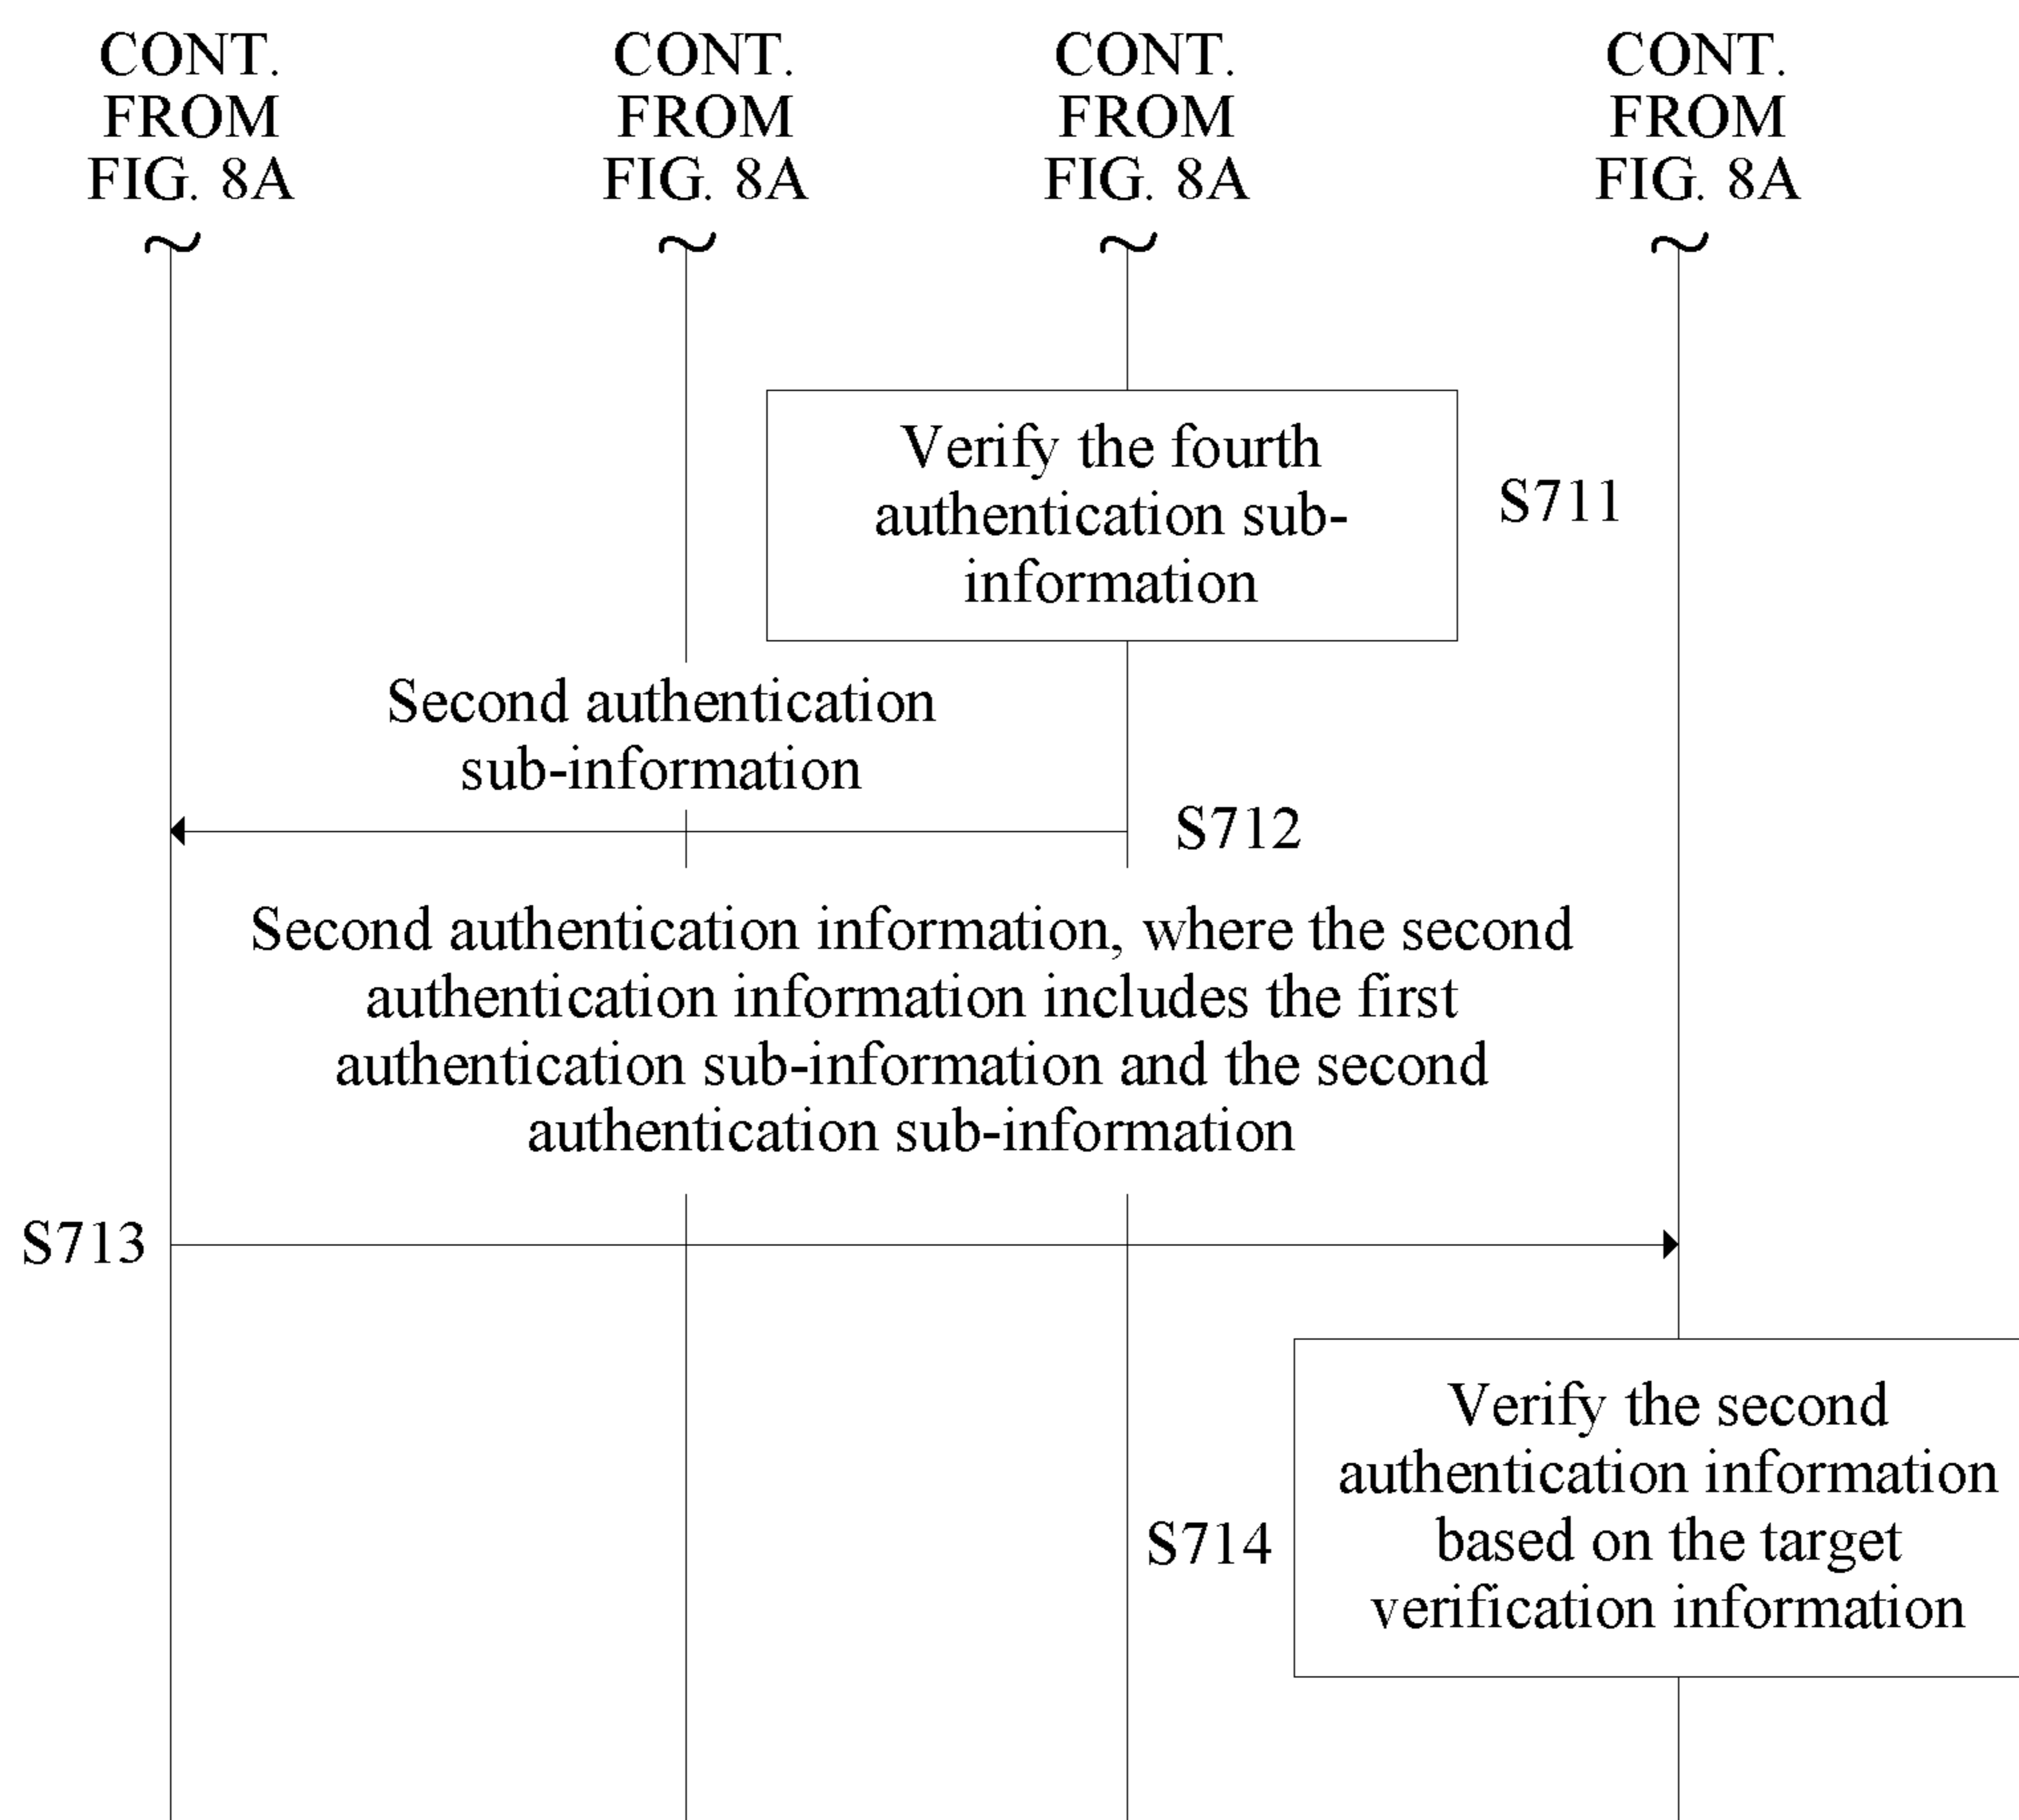 CONT.
FROM
FIG. 8A
CONT.
FROM
FIG. 8A
CONT.
FROM
FIG. 8A
CONT.
FROM
FIG. 8A
Verify the fourth
authentication sub-
information
S711
Second authentication
sub-information
S712
Second authentication information, where the second
authentication information includes the first
authentication sub-information and the second
authentication sub-information
S713
Verify the second
authentication information
based on the target
verification information
S714